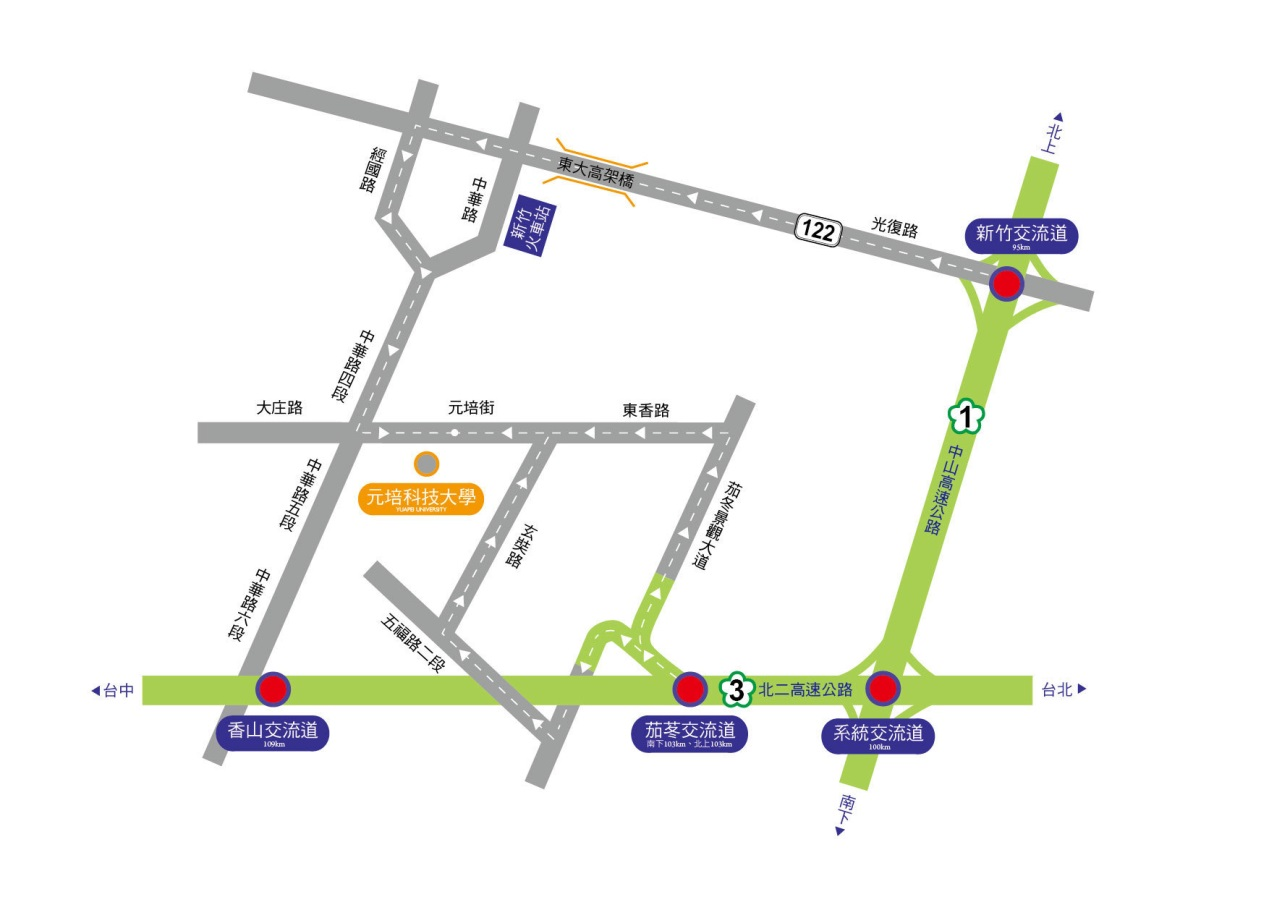 北上
經國路
中華路
東大高架橋
新竹
火車站
122
光復路
新竹交流道
95km
中華路四段
大庄路
元培街
東香路
1
中山高速公路
中華路五段
元培科技大學
YUANPEI UNIVERSITY
玄奘路
茄冬景觀大道
中華路六段
五福路二段
台中
3
北二高速公路
台北
香山交流道
109km
茄苳交流道
南下103km、北上103km
系統交流道
100km
南下